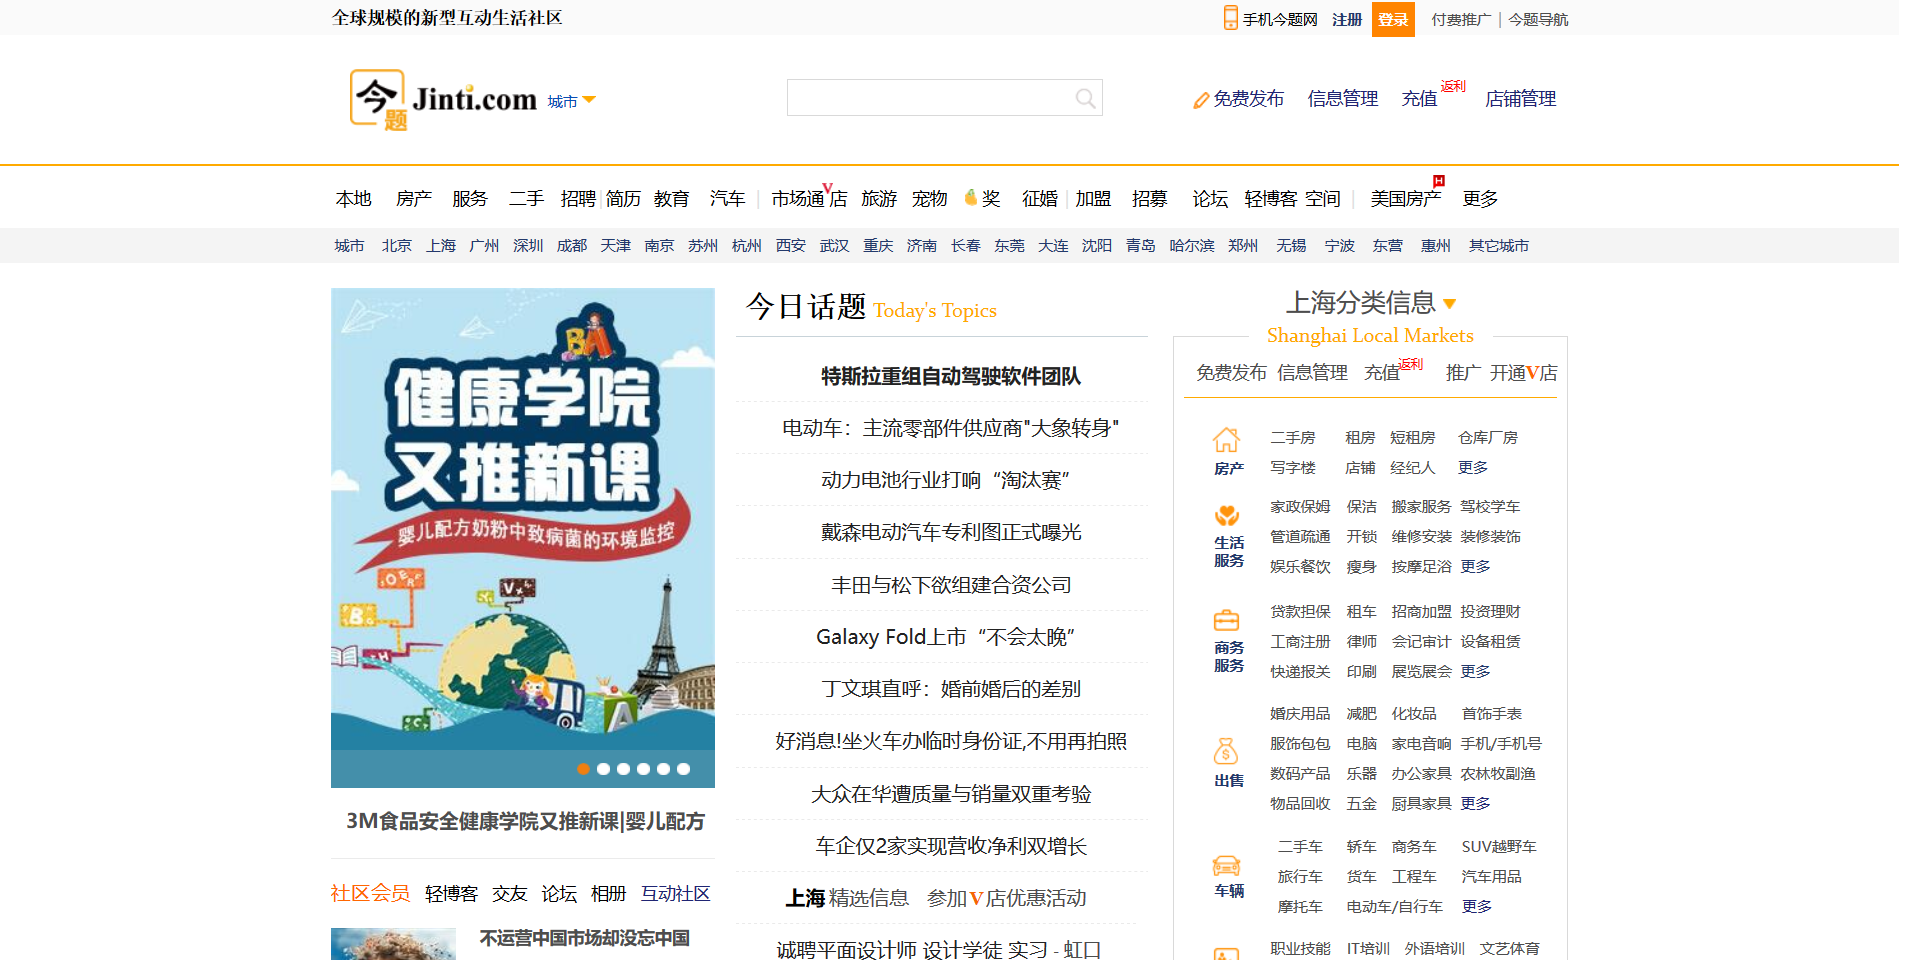 全球规模的新型互动生活社区
手机今题网 注册 登录 付费推广 | 今题导航
今题 Jinti.com 城市
免费发布 信息管理 充值 返利 店铺管理
本地 房产 服务 二手 招聘 简历 教育 汽车 | 市场通 V 店 旅游 宠物 奖 征婚 | 加盟 招募 论坛 轻博客 空间 | 美国房产 H 更多
城市 北京 上海 广州 深圳 成都 天津 南京 苏州 杭州 西安 武汉 重庆 济南 长春 东莞 大连 沈阳 青岛 哈尔滨 郑州 无锡 宁波 东营 惠州 其它城市
BA
健康学院
又推新课
婴儿配方奶粉中致病菌的环境监控
3M食品安全健康学院又推新课|婴儿配方
社区会员 轻博客 交友 论坛 相册 互动社区
不运营中国市场却没忘中国
今日话题 Today's Topics
特斯拉重组自动驾驶软件团队
电动车：主流零部件供应商"大象转身"
动力电池行业打响“淘汰赛”
戴森电动汽车专利图正式曝光
丰田与松下欲组建合资公司
Galaxy Fold上市“不会太晚”
丁文琪直呼：婚前婚后的差别
好消息!坐火车办临时身份证,不用再拍照
大众在华遭质量与销量双重考验
车企仅2家实现营收净利双增长
上海 精选信息 参加V店优惠活动
诚聘平面设计师 设计学徒 实习 - 虹口
上海分类信息
Shanghai Local Markets
免费发布 信息管理 充值 返利 推广 开通V店
房产
二手房 租房 短租房 仓库厂房
写字楼 店铺 经纪人 更多
生活服务
家政保姆 保洁 搬家服务 驾校学车
管道疏通 开锁 维修安装 装修装饰
娱乐餐饮 瘦身 按摩足浴 更多
商务服务
贷款担保 租车 招商加盟 投资理财
工商注册 律师 会记审计 设备租赁
快递报关 印刷 展览展会 更多
出售
婚庆用品 减肥 化妆品 首饰手表
服饰包包 电脑 家电音响 手机/手机号
数码产品 乐器 办公家具 农林牧副渔
物品回收 五金 厨具家具 更多
车辆
二手车 轿车 商务车 SUV越野车
旅行车 货车 工程车 汽车用品
摩托车 电动车/自行车 更多
职业技能 IT培训 外语培训 文艺体育